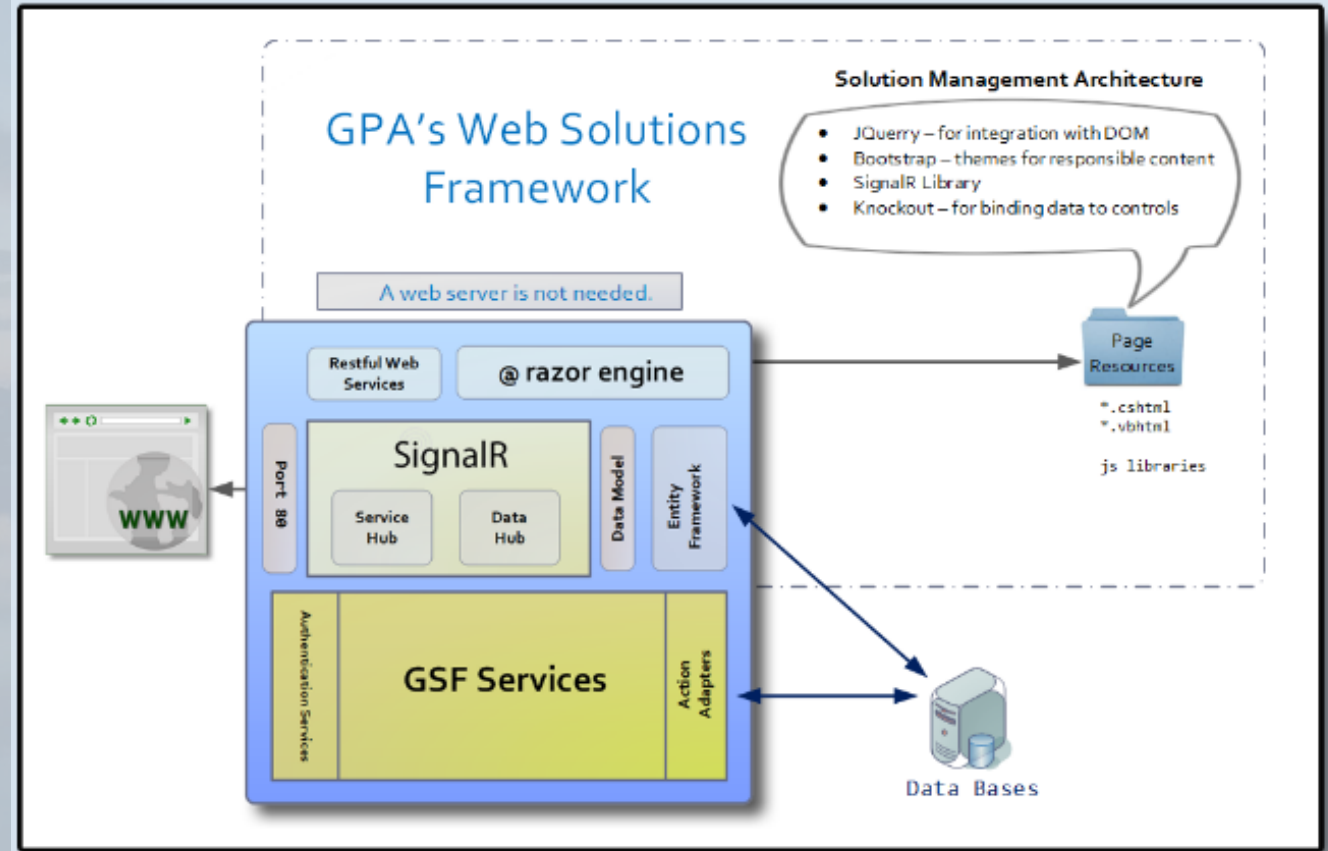 Solution Management Architecture
GPA's Web Solutions
Framework
• JQuerry – for integration with DOM
• Bootstrap – themes for responsible content
• SignalR Library
• Knockout – for binding data to controls
A web server is not needed.
Restful Web
Services
@ razor engine
Page
Resources
*.cshtml
*.vbhtml
js libraries
WWW
Port 80
SignalR
Service
Hub
Data
Hub
Data Model
Entity
Framework
Authentication Services
GSF Services
Action
Adapters
Data Bases